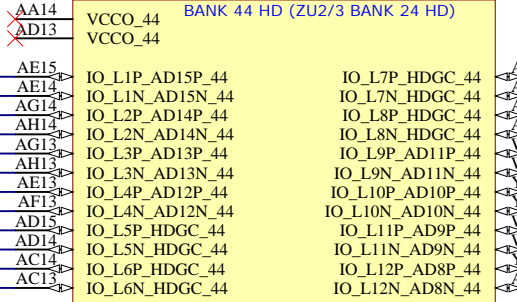 BANK 44 HD (ZU2/3 BANK 24 HD)
AA14 VCCO_44
AD13 VCCO_44
AE15 IO_L1P_AD15P_44 IO_L7P_HDGC_44
AE14 IO_L1N_AD15N_44 IO_L7N_HDGC_44
AG14 IO_L2P_AD14P_44 IO_L8P_HDGC_44
AH14 IO_L2N_AD14N_44 IO_L8N_HDGC_44
AG13 IO_L3P_AD13P_44 IO_L9P_AD11P_44
AH13 IO_L3N_AD13N_44 IO_L9N_AD11N_44
AE13 IO_L4P_AD12P_44 IO_L10P_AD10P_44
AF13 IO_L4N_AD12N_44 IO_L10N_AD10N_44
AD15 IO_L5P_HDGC_44 IO_L11P_AD9P_44
AD14 IO_L5N_HDGC_44 IO_L11N_AD9N_44
AC14 IO_L6P_HDGC_44 IO_L12P_AD8P_44
AC13 IO_L6N_HDGC_44 IO_L12N_AD8N_44